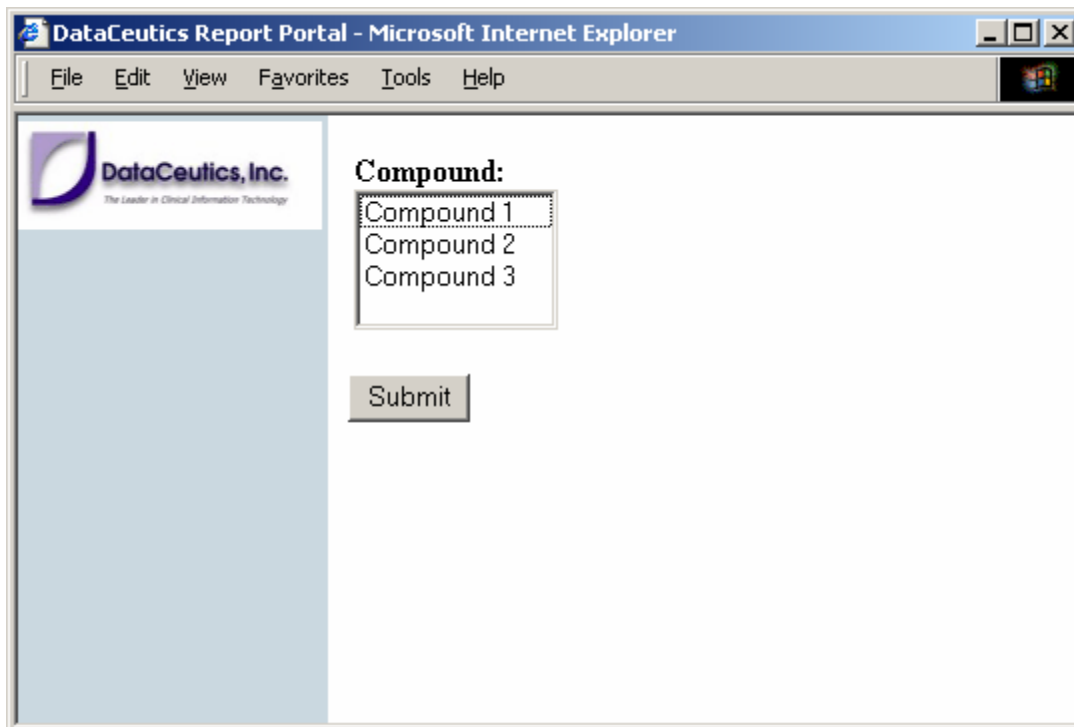 DataCeutics Report Portal - Microsoft Internet Explorer
File Edit View Favorites Tools Help
DataCeutics, Inc.
The Leader in Clinical Information Technology
Compound:
Compound 1
Compound 2
Compound 3
Submit